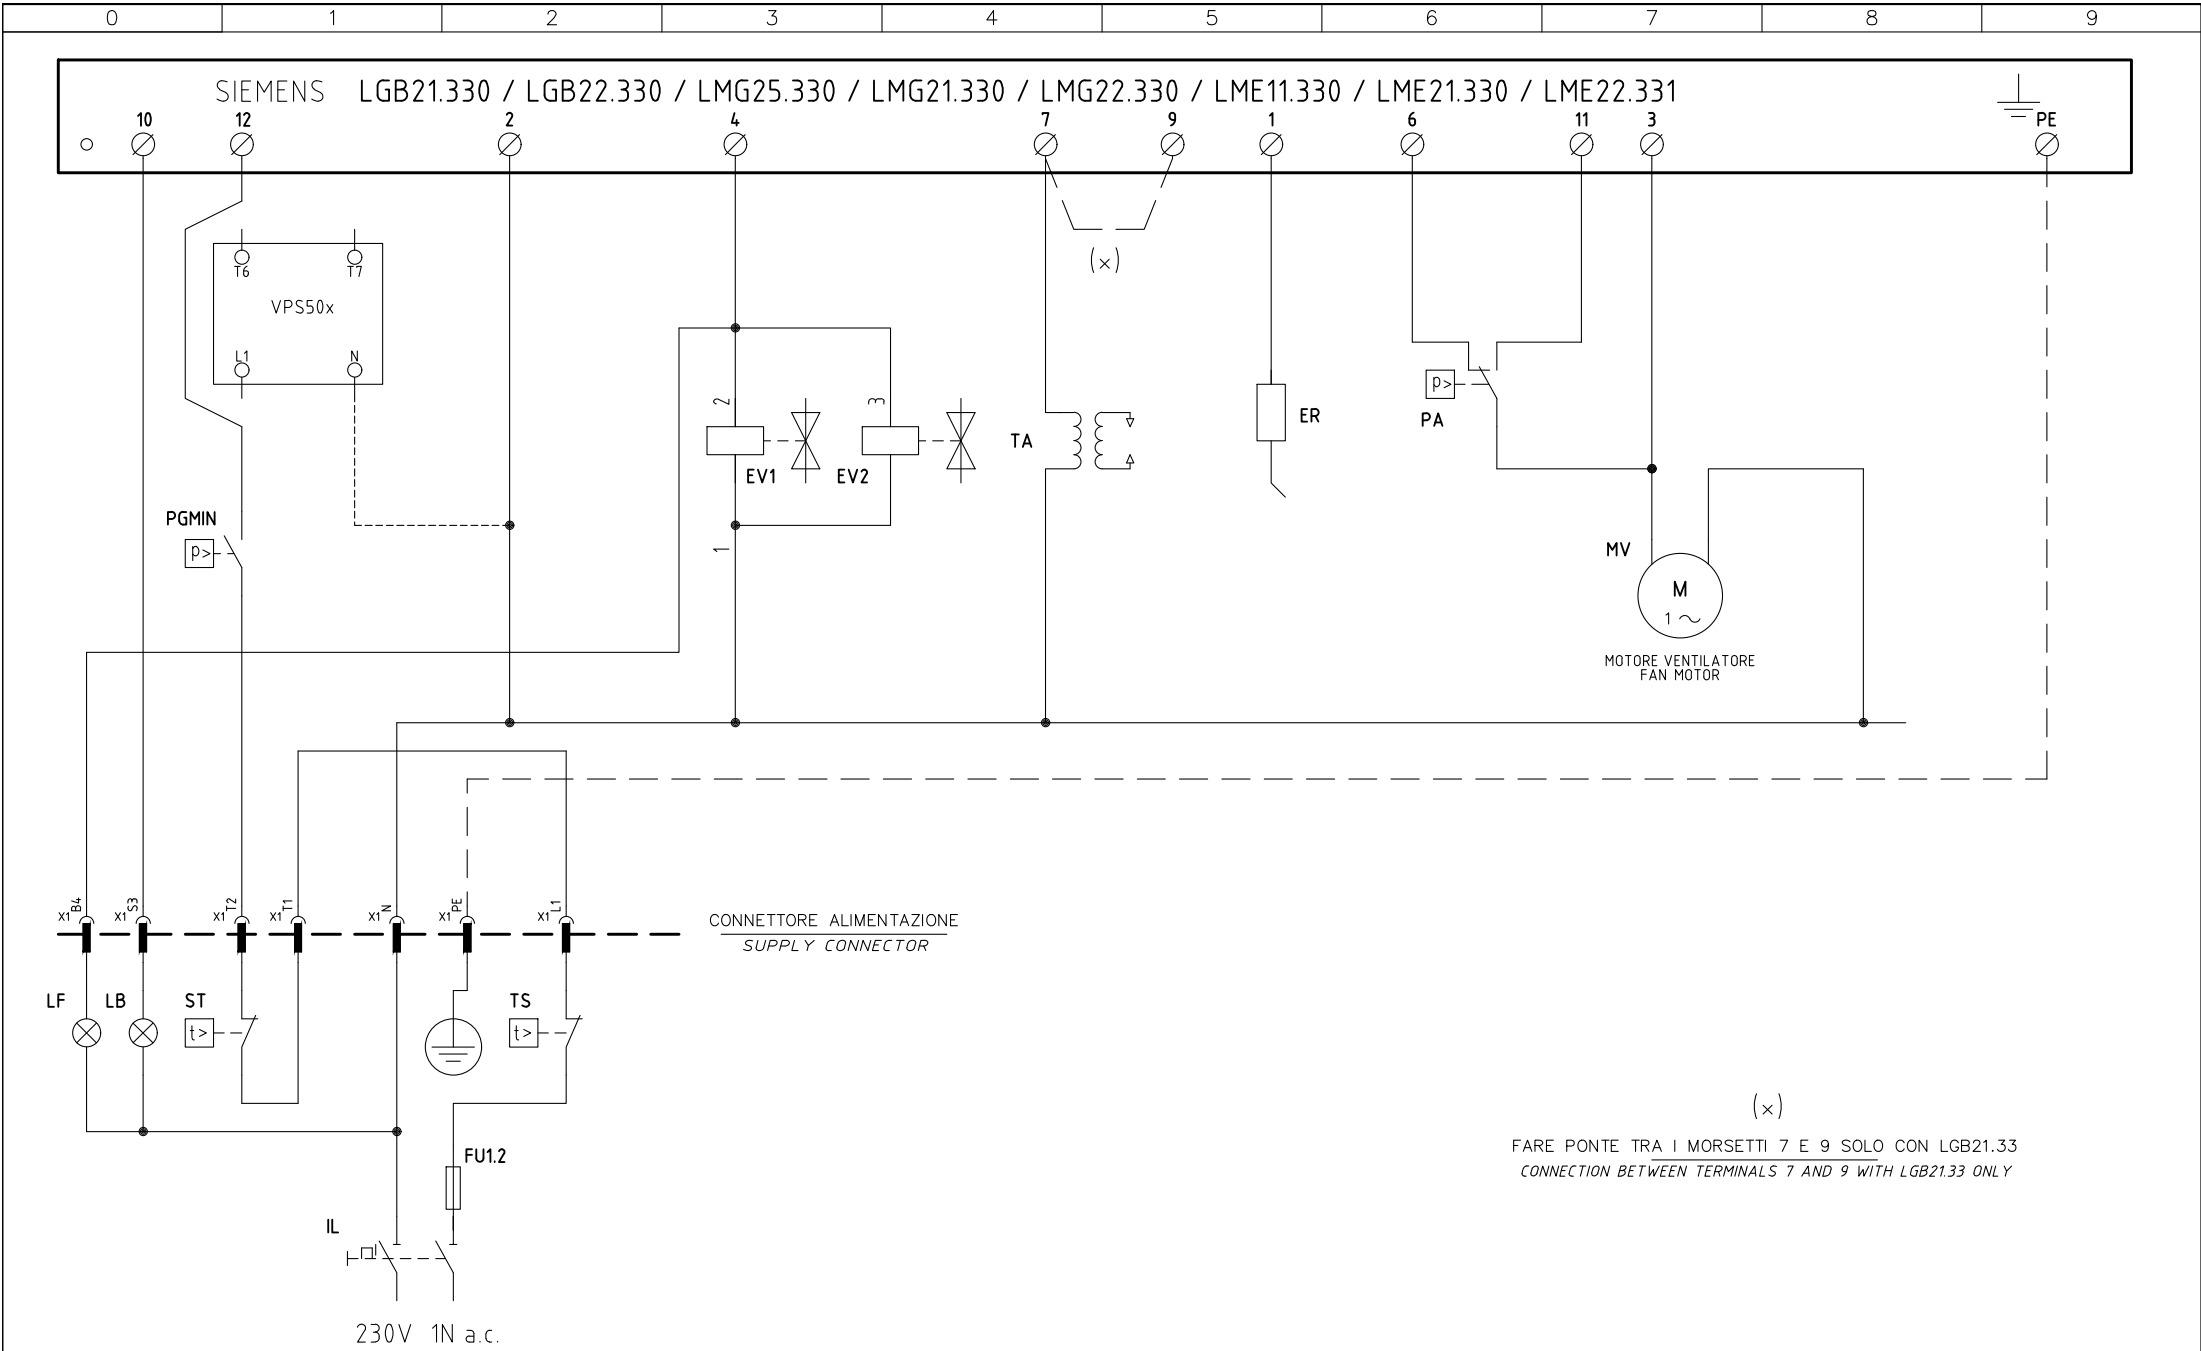 0 1 2 3 4 5 6 7 8 9
SIEMENS LGB21.330 / LGB22.330 / LMG25.330 / LMG21.330 / LMG22.330 / LME11.330 / LME21.330 / LME22.331
10 12 2 4 7 9 1 6 11 3 PE
T6 T7
VPS50x
L1 N
(x)
2 3
p>
PA
ER
TA
EV1 EV2
PGMIN
p>
1
MV
M
1~
MOTORE VENTILATORE
FAN MOTOR
X1 B4 X1 S3 X1 T2 X1 T1 X1 N X1 PE X1 L1
CONNETTORE ALIMENTAZIONE
SUPPLY CONNECTOR
LF LB ST TS
t> t>
(x)
FARE PONTE TRA I MORSETTI 7 E 9 SOLO CON LGB21.33
CONNECTION BETWEEN TERMINALS 7 AND 9 WITH LGB21.33 ONLY
FU1.2
IL
230V 1N a.c.